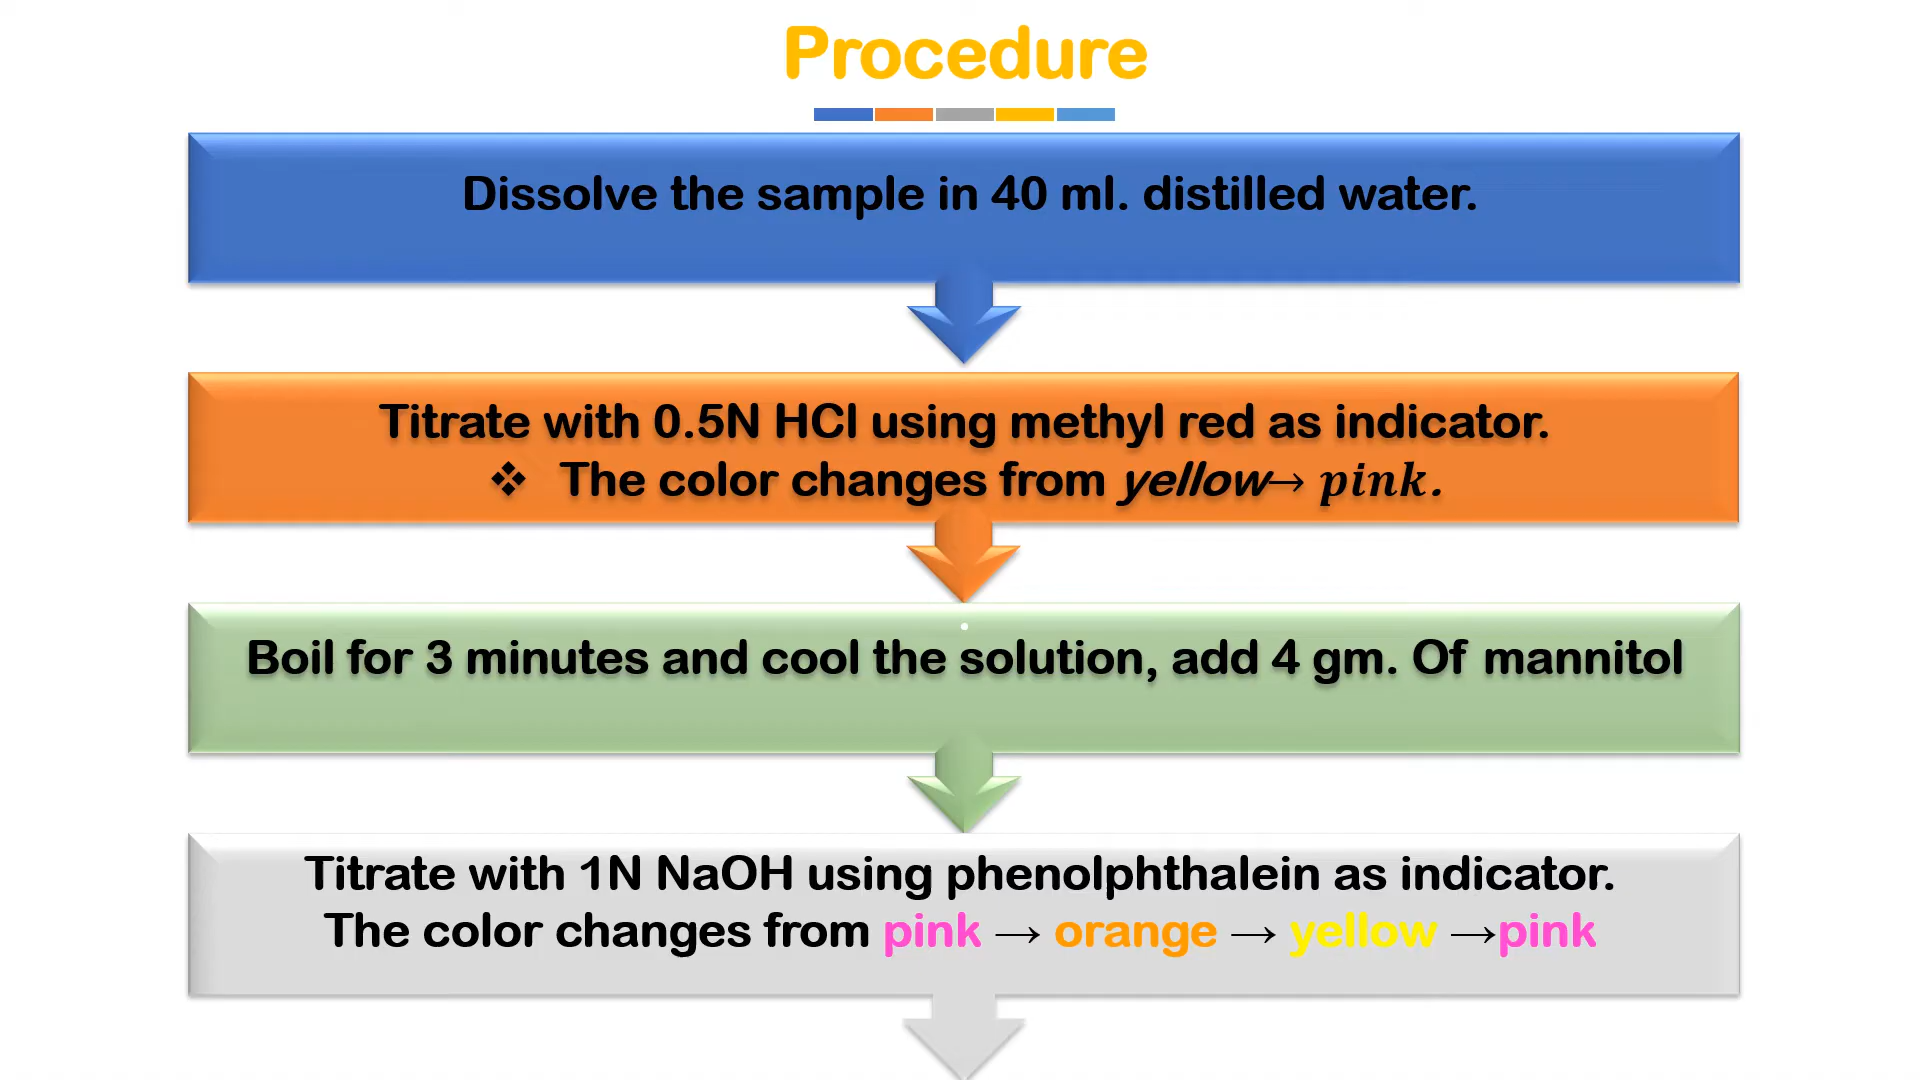 Procedure
Dissolve the sample in 40 ml. distilled water.
Titrate with 0.5N HCl using methyl red as indicator.
❖ The color changes from yellow→ pink.
Boil for 3 minutes and cool the solution, add 4 gm. Of mannitol
Titrate with 1N NaOH using phenolphthalein as indicator.
The color changes from pink → orange → yellow →pink